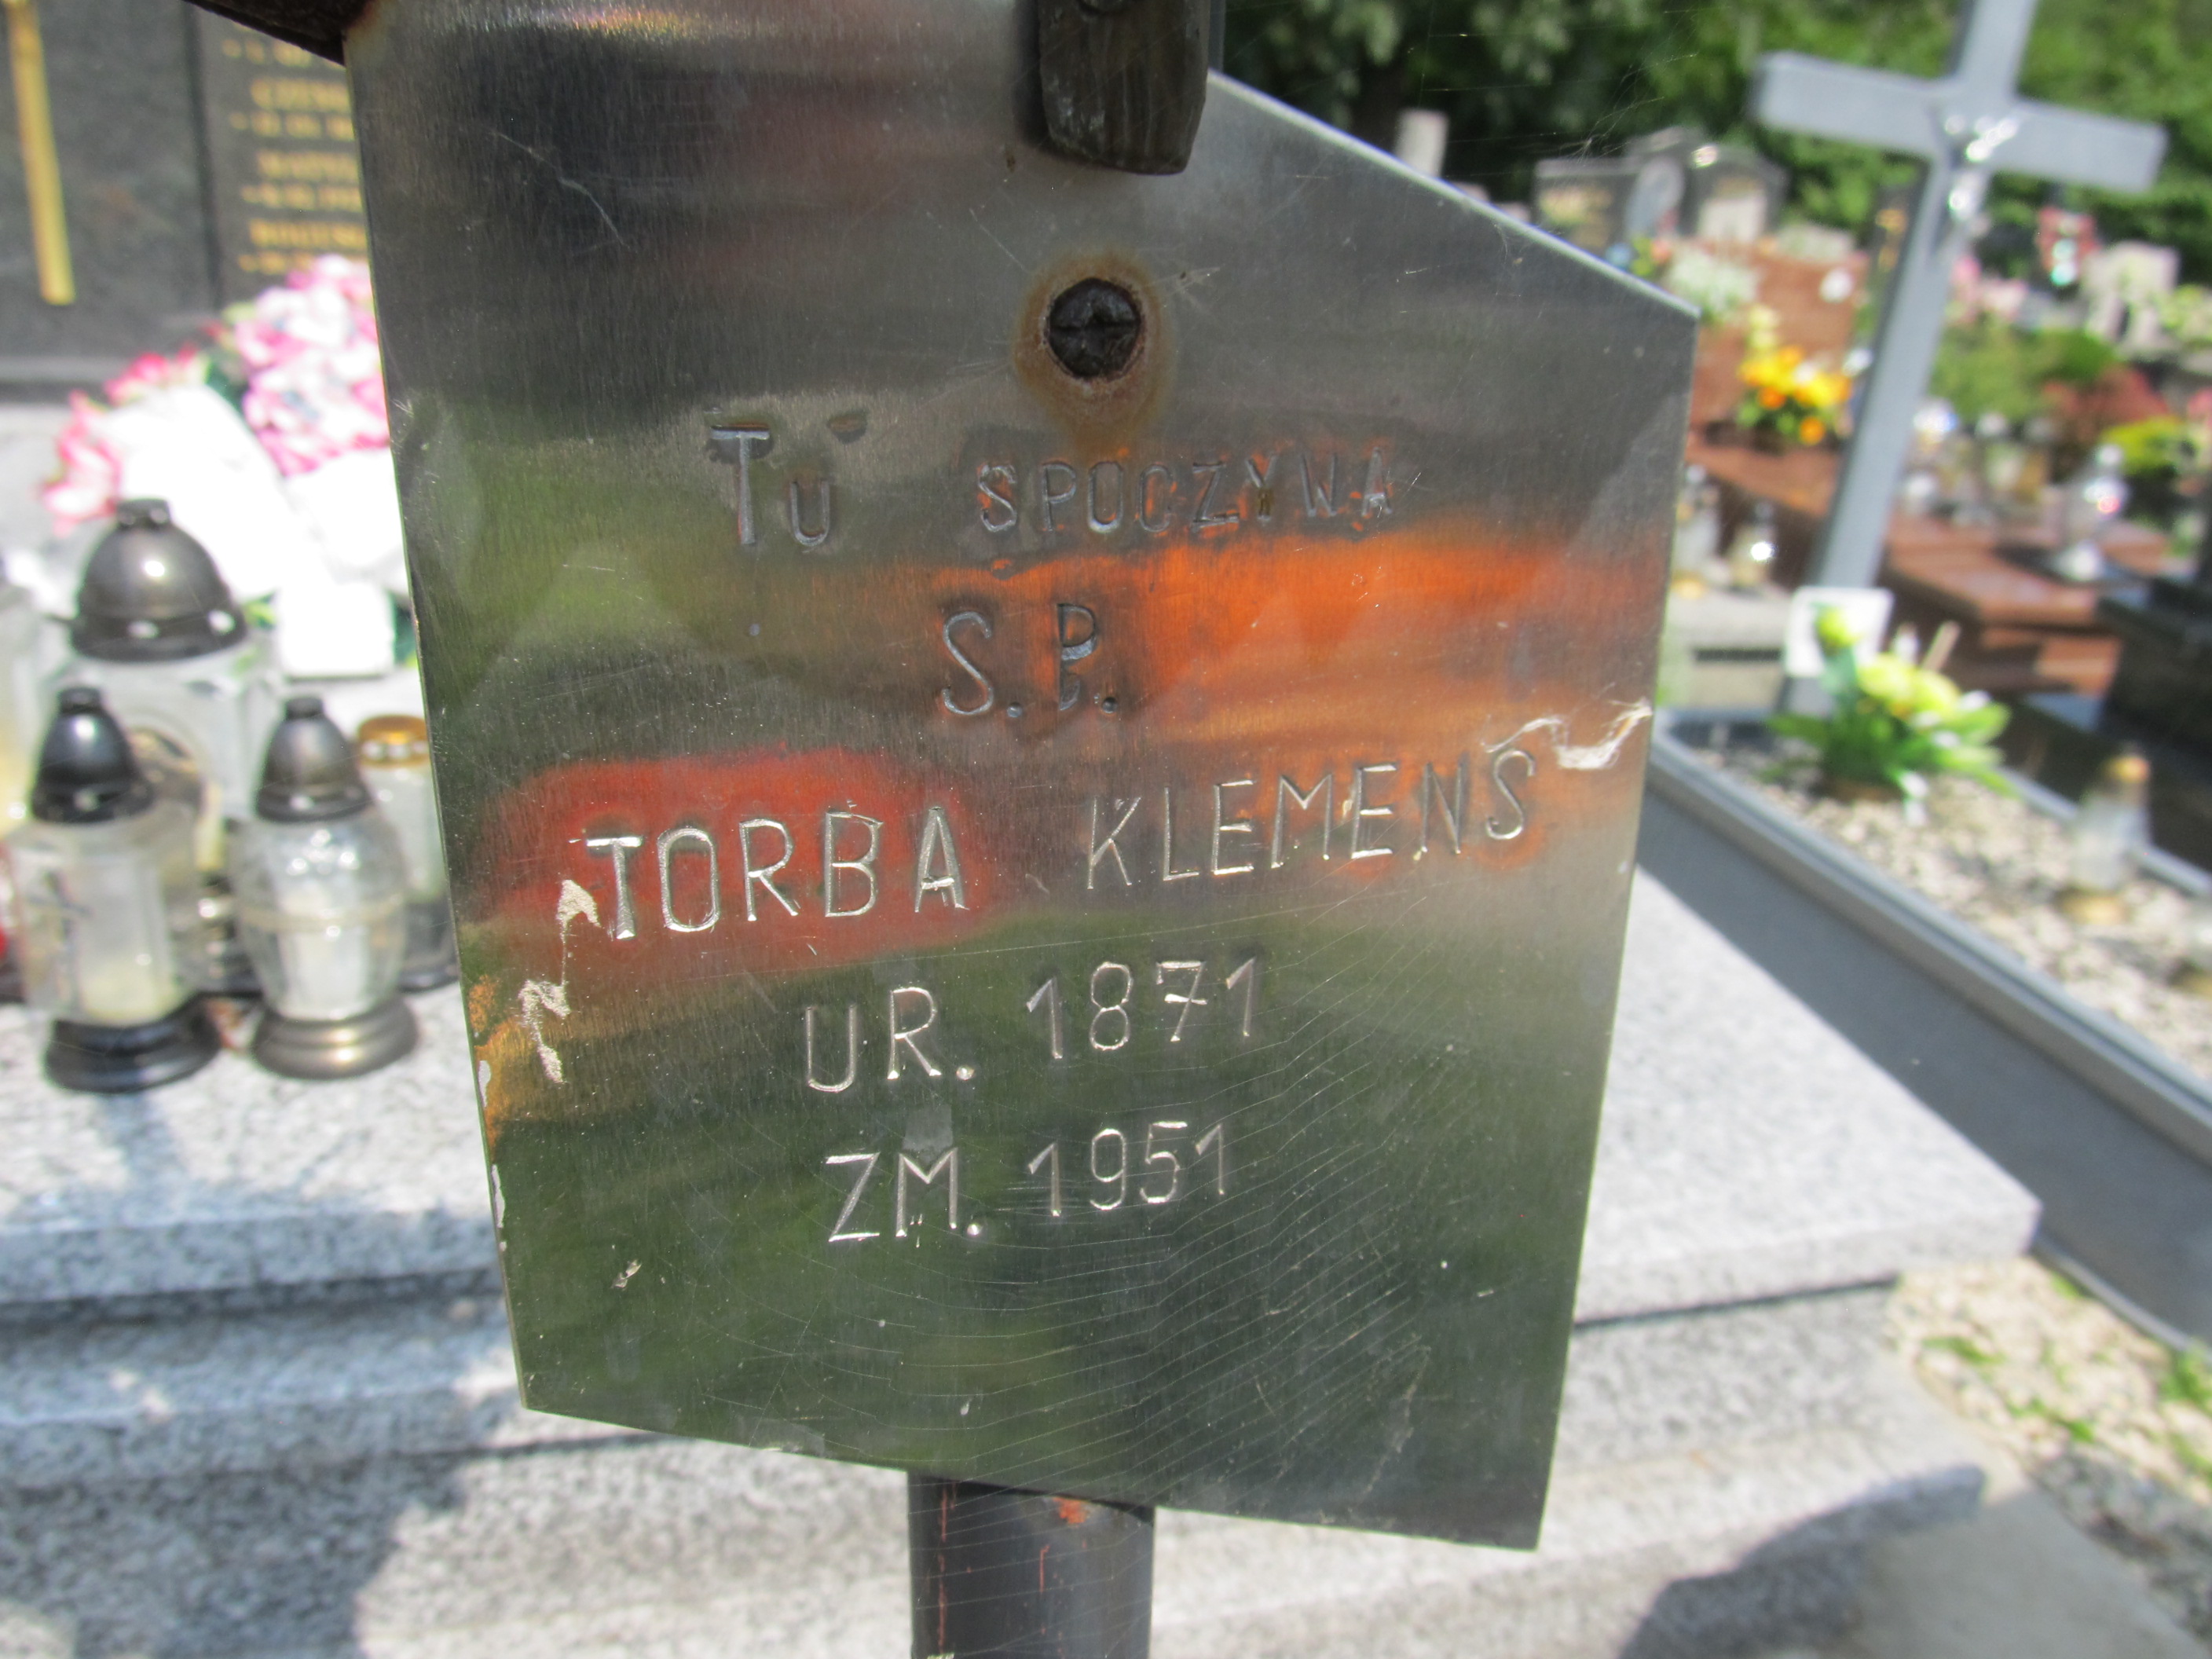 Tu SPOCZYWA
S.P.
TORBA KLEMENS
UR. 1871
ZM. 1951